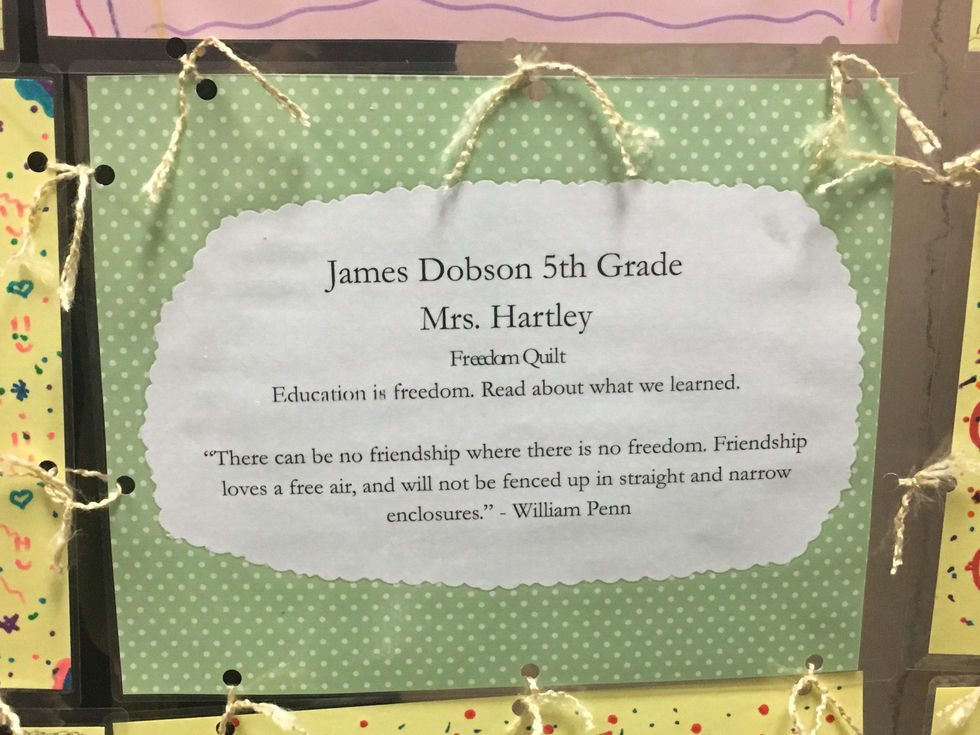 James Dobson 5th Grade
Mrs. Hartley
Freedom Quilt
Education is freedom. Read about what we learned.
“There can be no friendship where there is no freedom. Friendship
loves a free air, and will not be fenced up in straight and narrow
enclosures.” - William Penn